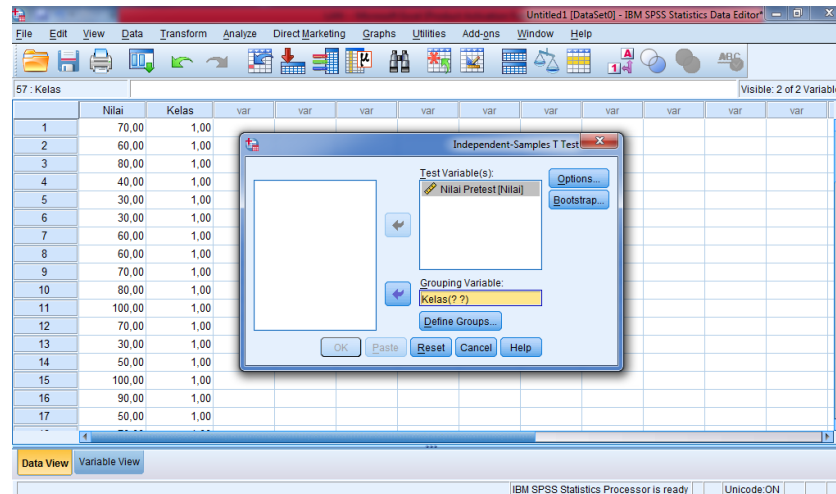 Untitled1 [DataSet0] - IBM SPSS Statistics Data Editor*
File Edit View Data Transform Analyze Direct Marketing Graphs Utilities Add-ons Window Help
57 : Kelas
Visible: 2 of 2 Variable
Nilai Kelas var var var var var var var var var
1 70,00 1,00
2 60,00 1,00
3 80,00 1,00
4 40,00 1,00
5 30,00 1,00
6 30,00 1,00
7 60,00 1,00
8 60,00 1,00
9 70,00 1,00
10 80,00 1,00
11 100,00 1,00
12 70,00 1,00
13 30,00 1,00
14 50,00 1,00
15 100,00 1,00
16 90,00 1,00
17 50,00 1,00
Independent-Samples T Test
Test Variable(s):
Nilai Pretest [Nilai]
Options...
Bootstrap...
Grouping Variable:
Kelas(? ?)
Define Groups...
OK Paste Reset Cancel Help
Data View Variable View
IBM SPSS Statistics Processor is ready Unicode:ON